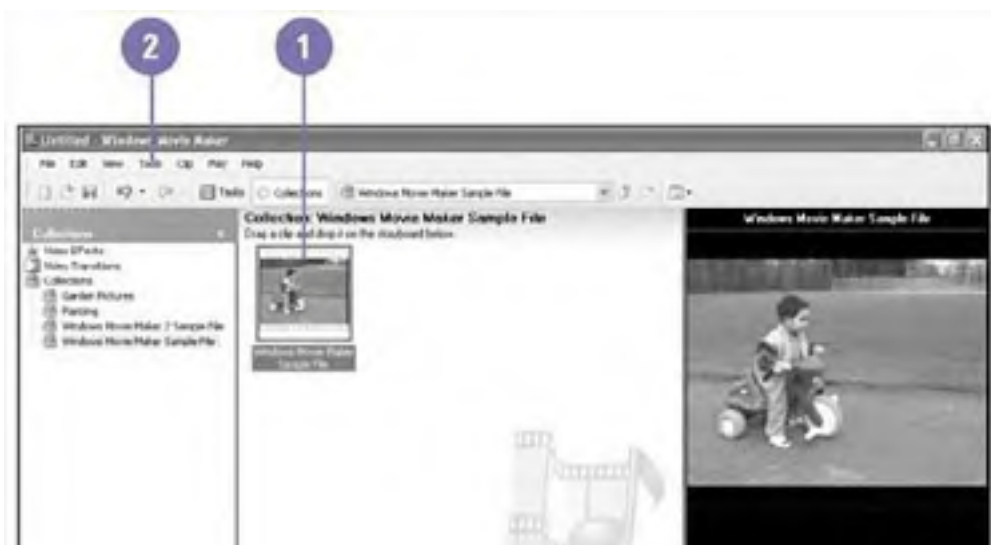 2 1
Untitled - Windows Movie Maker
File Edit View Tools Clip Play Help
Tasks Collections Windows Movie Maker Sample File
Collections
Collection: Windows Movie Maker Sample File
Drag a clip and drop it on the storyboard below.
Windows Movie Maker Sample File
Video Effects
Video Transitions
Collections
Garden Pictures
Windows Movie Maker 2 Sample File
Windows Movie Maker Sample File
Windows Movie Maker
Sample File